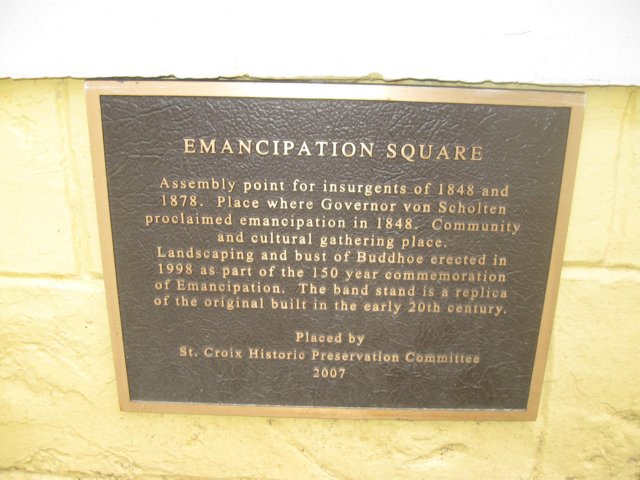 EMANCIPATION SQUARE
Assembly point for insurgents of 1848 and
1878. Place where Governor von Scholten
proclaimed emancipation in 1848. Community
and cultural gathering place.
Landscaping and bust of Buddhoe erected in
1998 as part of the 150 year commemoration
of Emancipation. The band stand is a replica
of the original built in the early 20th century.
Placed by
St. Croix Historic Preservation Committee
2007